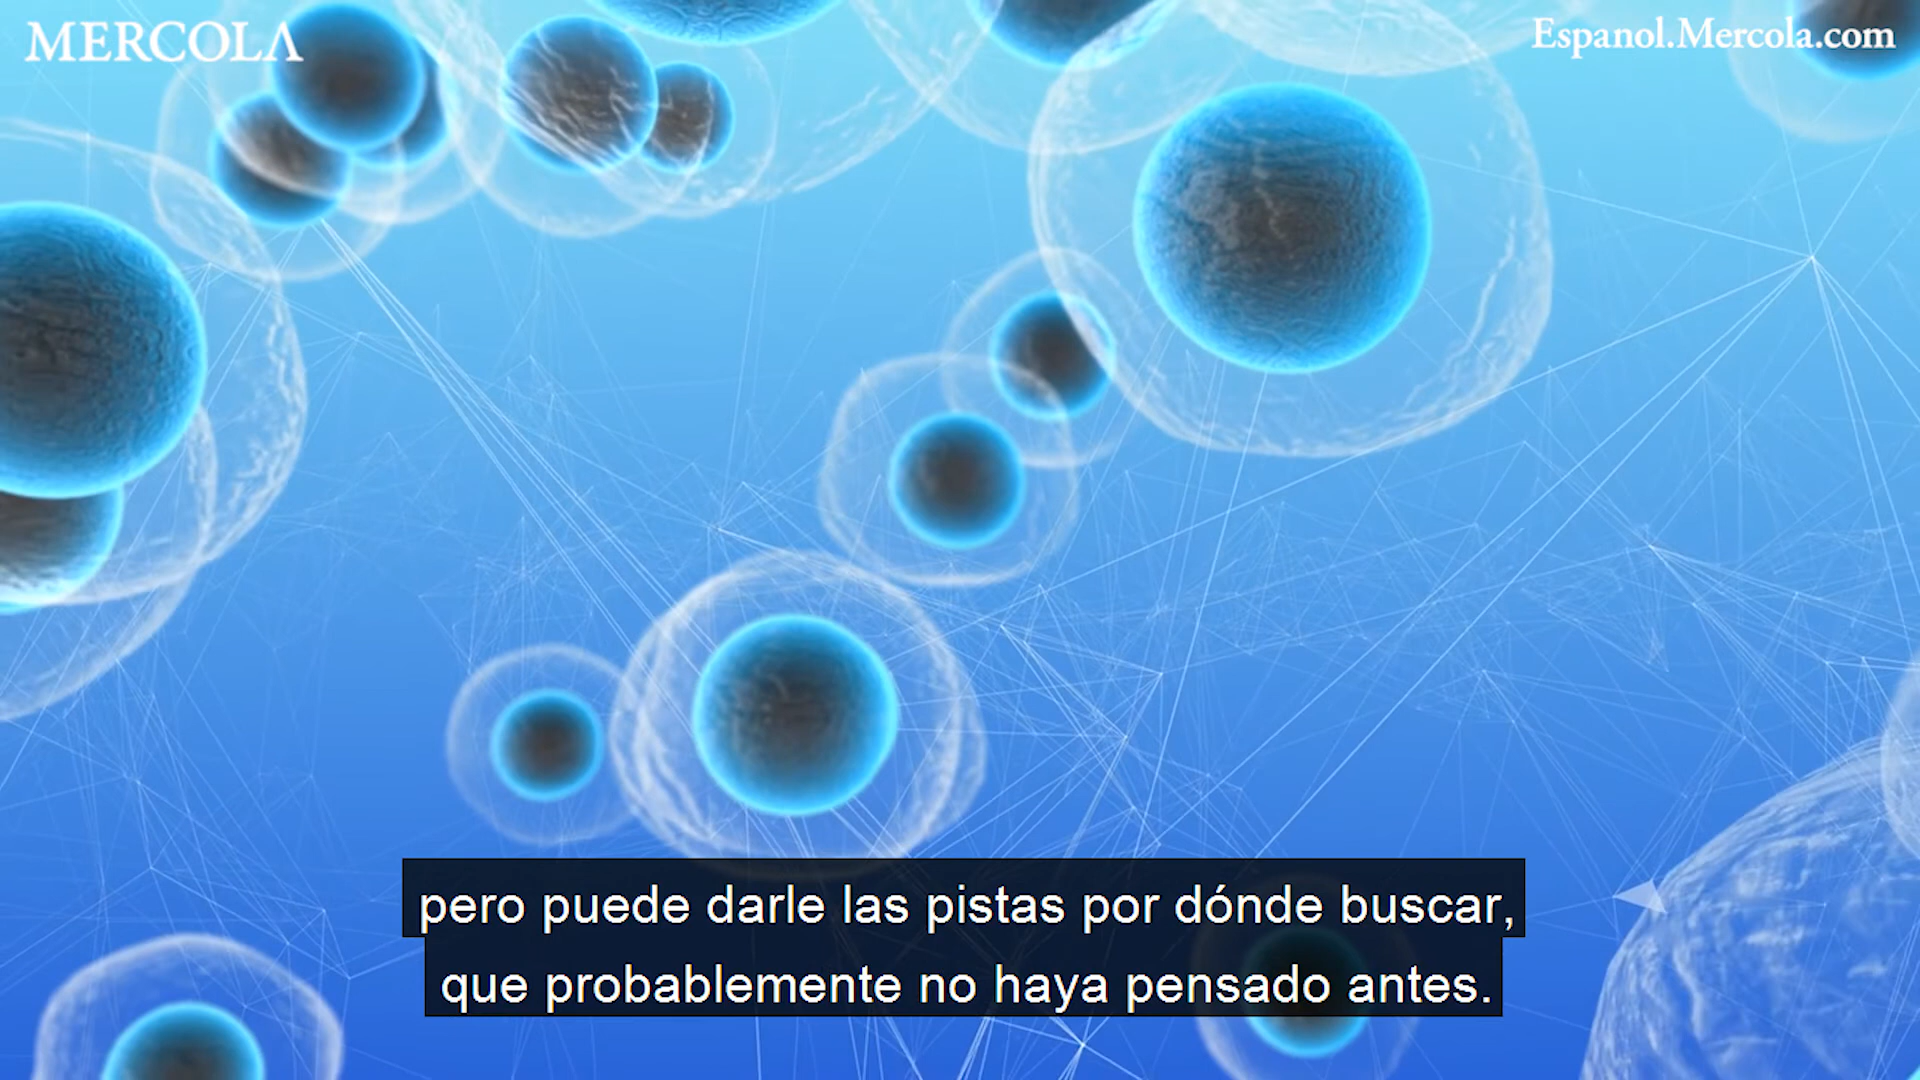 MERCOLA
Espanol.Mercola.com
pero puede darle las pistas por dónde buscar,
que probablemente no haya pensado antes.